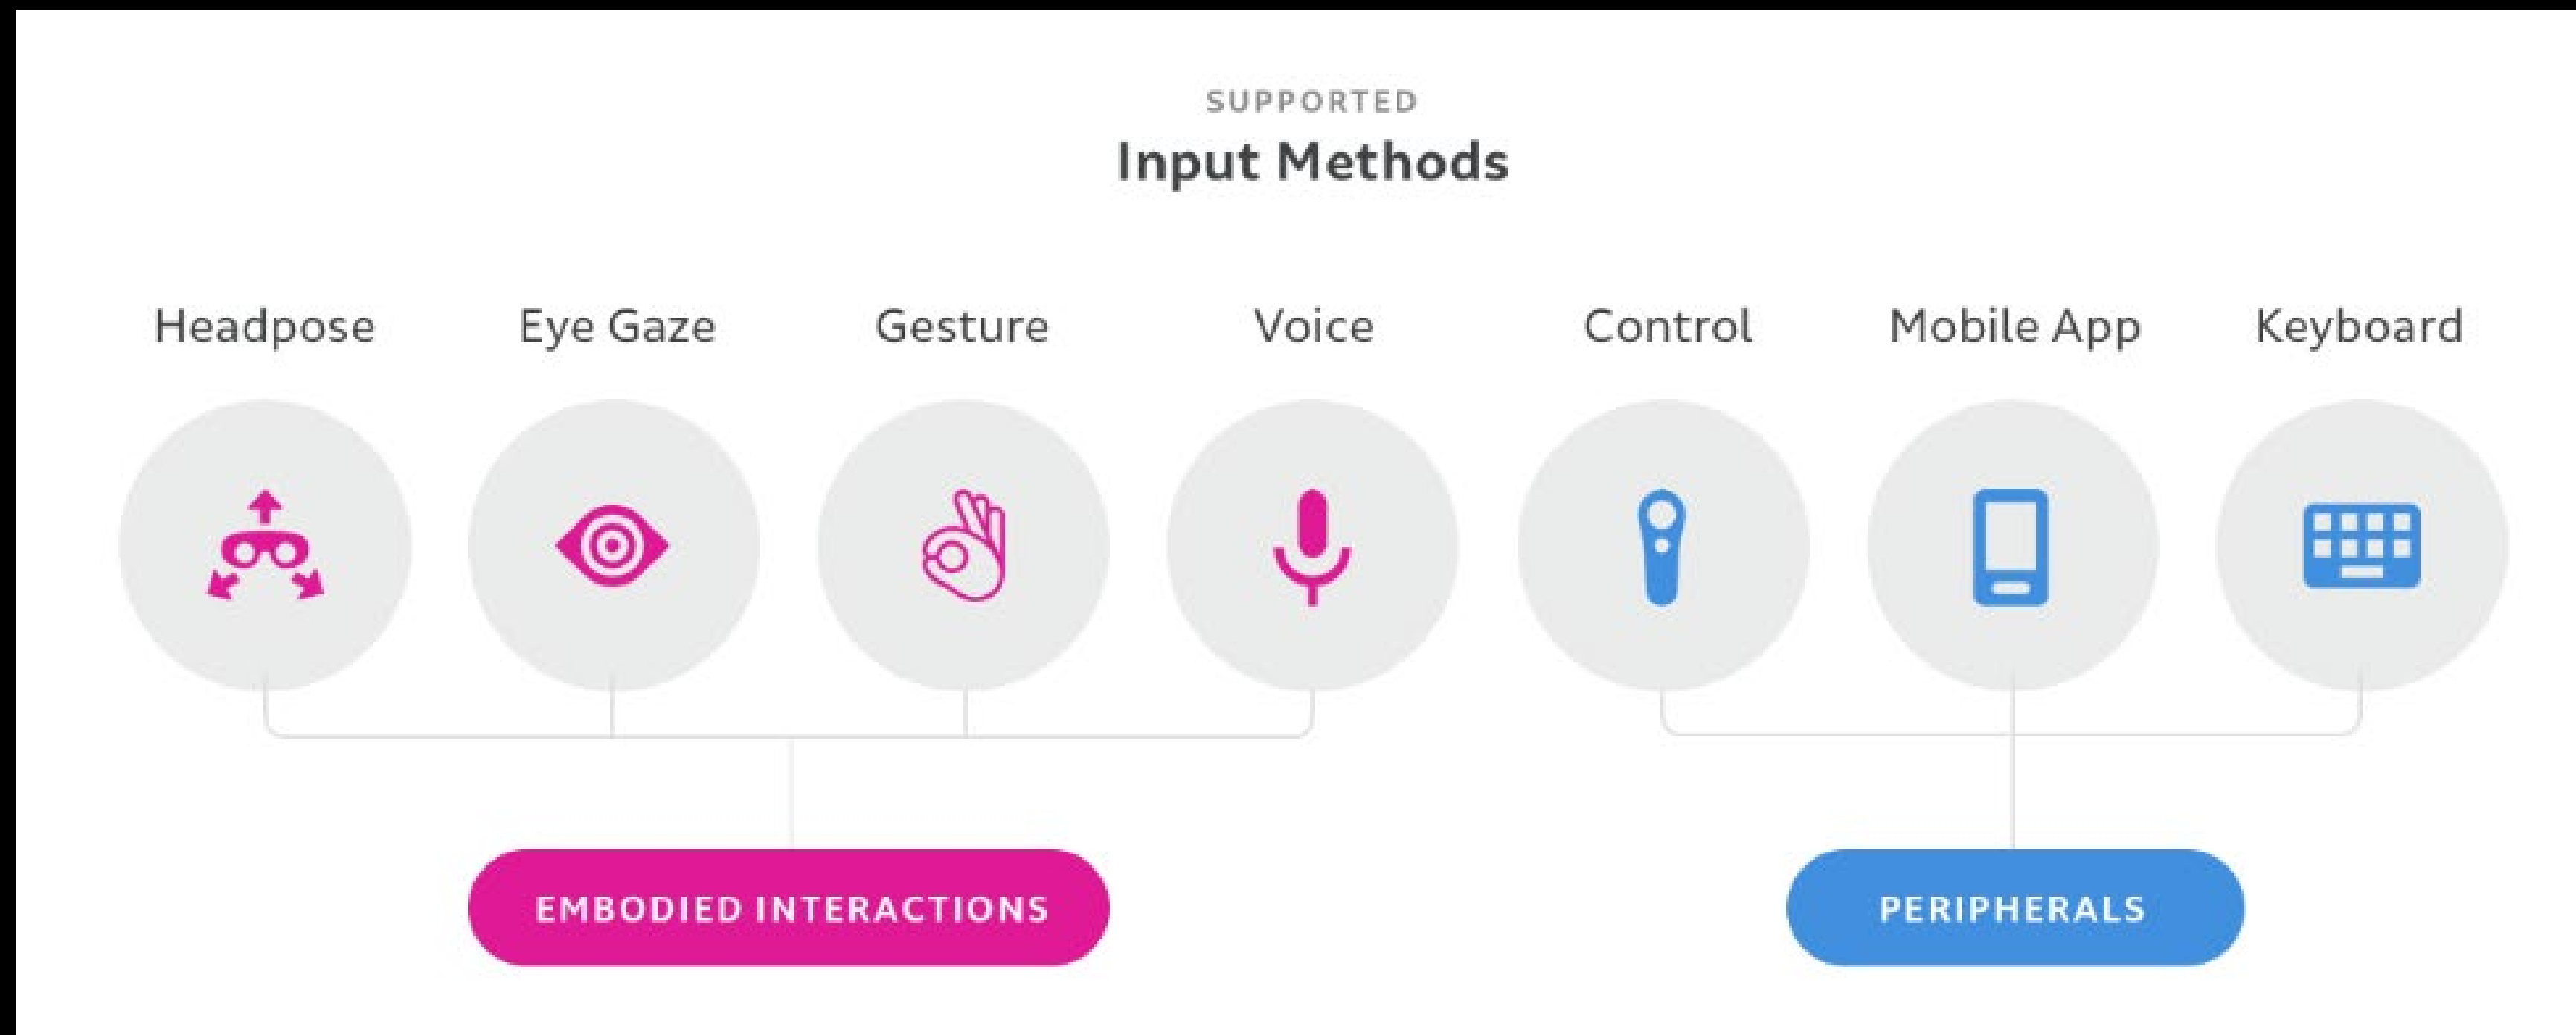 SUPPORTED
Input Methods
Headpose Eye Gaze Gesture Voice Control Mobile App Keyboard
EMBODIED INTERACTIONS PERIPHERALS